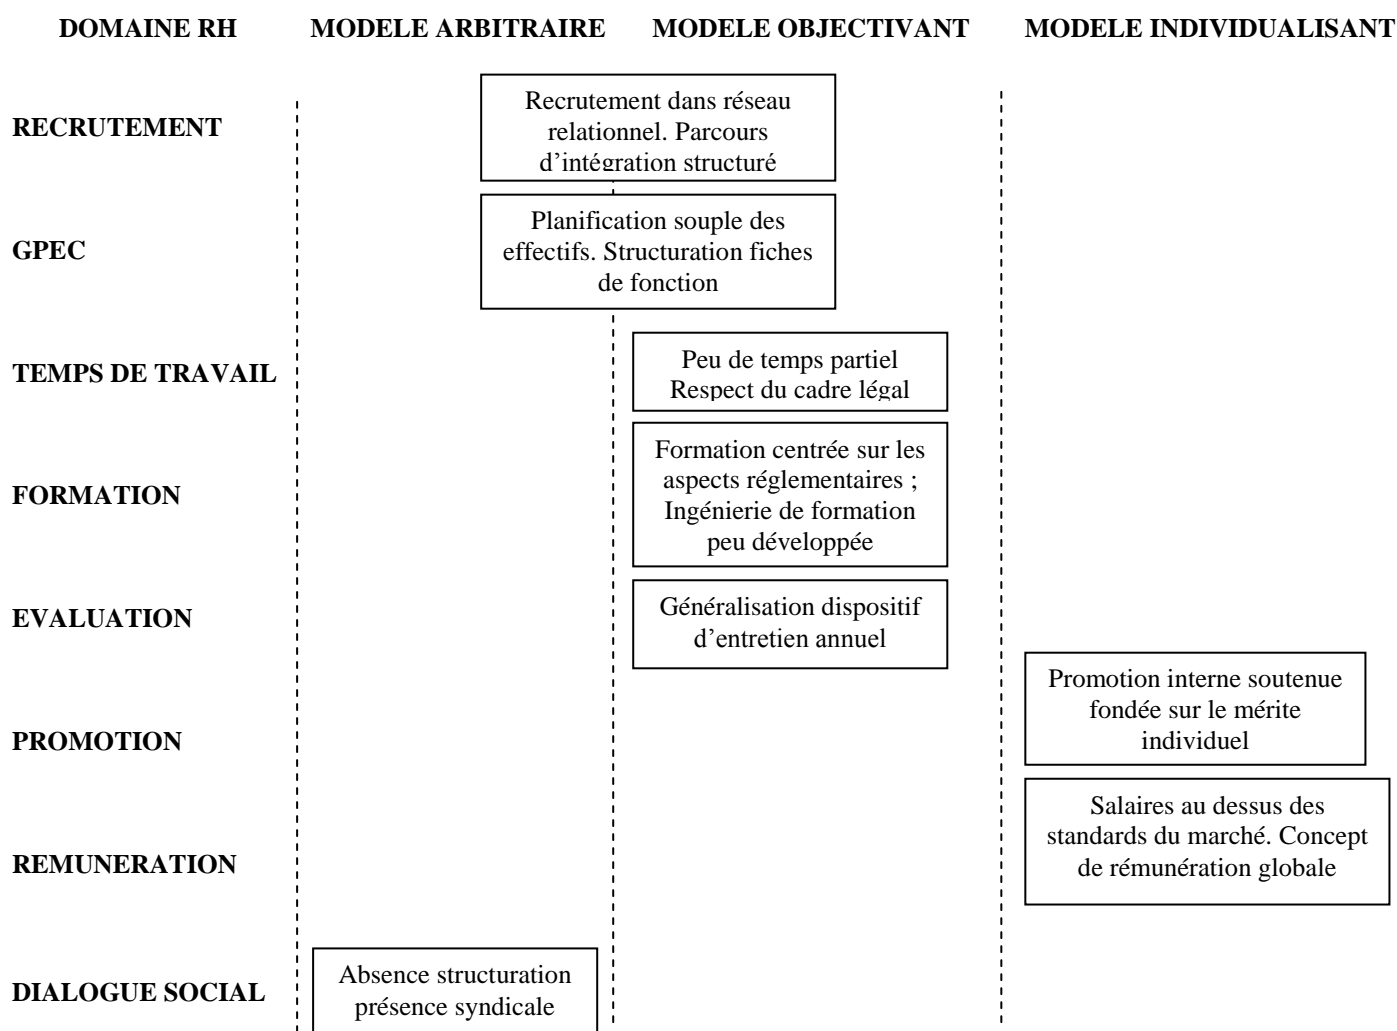 DOMAINE RH MODELE ARBITRAIRE MODELE OBJECTIVANT MODELE INDIVIDUALISANT
RECRUTEMENT
Recrutement dans réseau
relationnel. Parcours
d’intégration structuré
GPEC
Planification souple des
effectifs. Structuration fiches
de fonction
TEMPS DE TRAVAIL
Peu de temps partiel
Respect du cadre légal
FORMATION
Formation centrée sur les
aspects réglementaires ;
Ingénierie de formation
peu développée
EVALUATION
Généralisation dispositif
d’entretien annuel
PROMOTION
Promotion interne soutenue
fondée sur le mérite
individuel
REMUNERATION
Salaires au dessus des
standards du marché. Concept
de rémunération globale
DIALOGUE SOCIAL
Absence structuration
présence syndicale